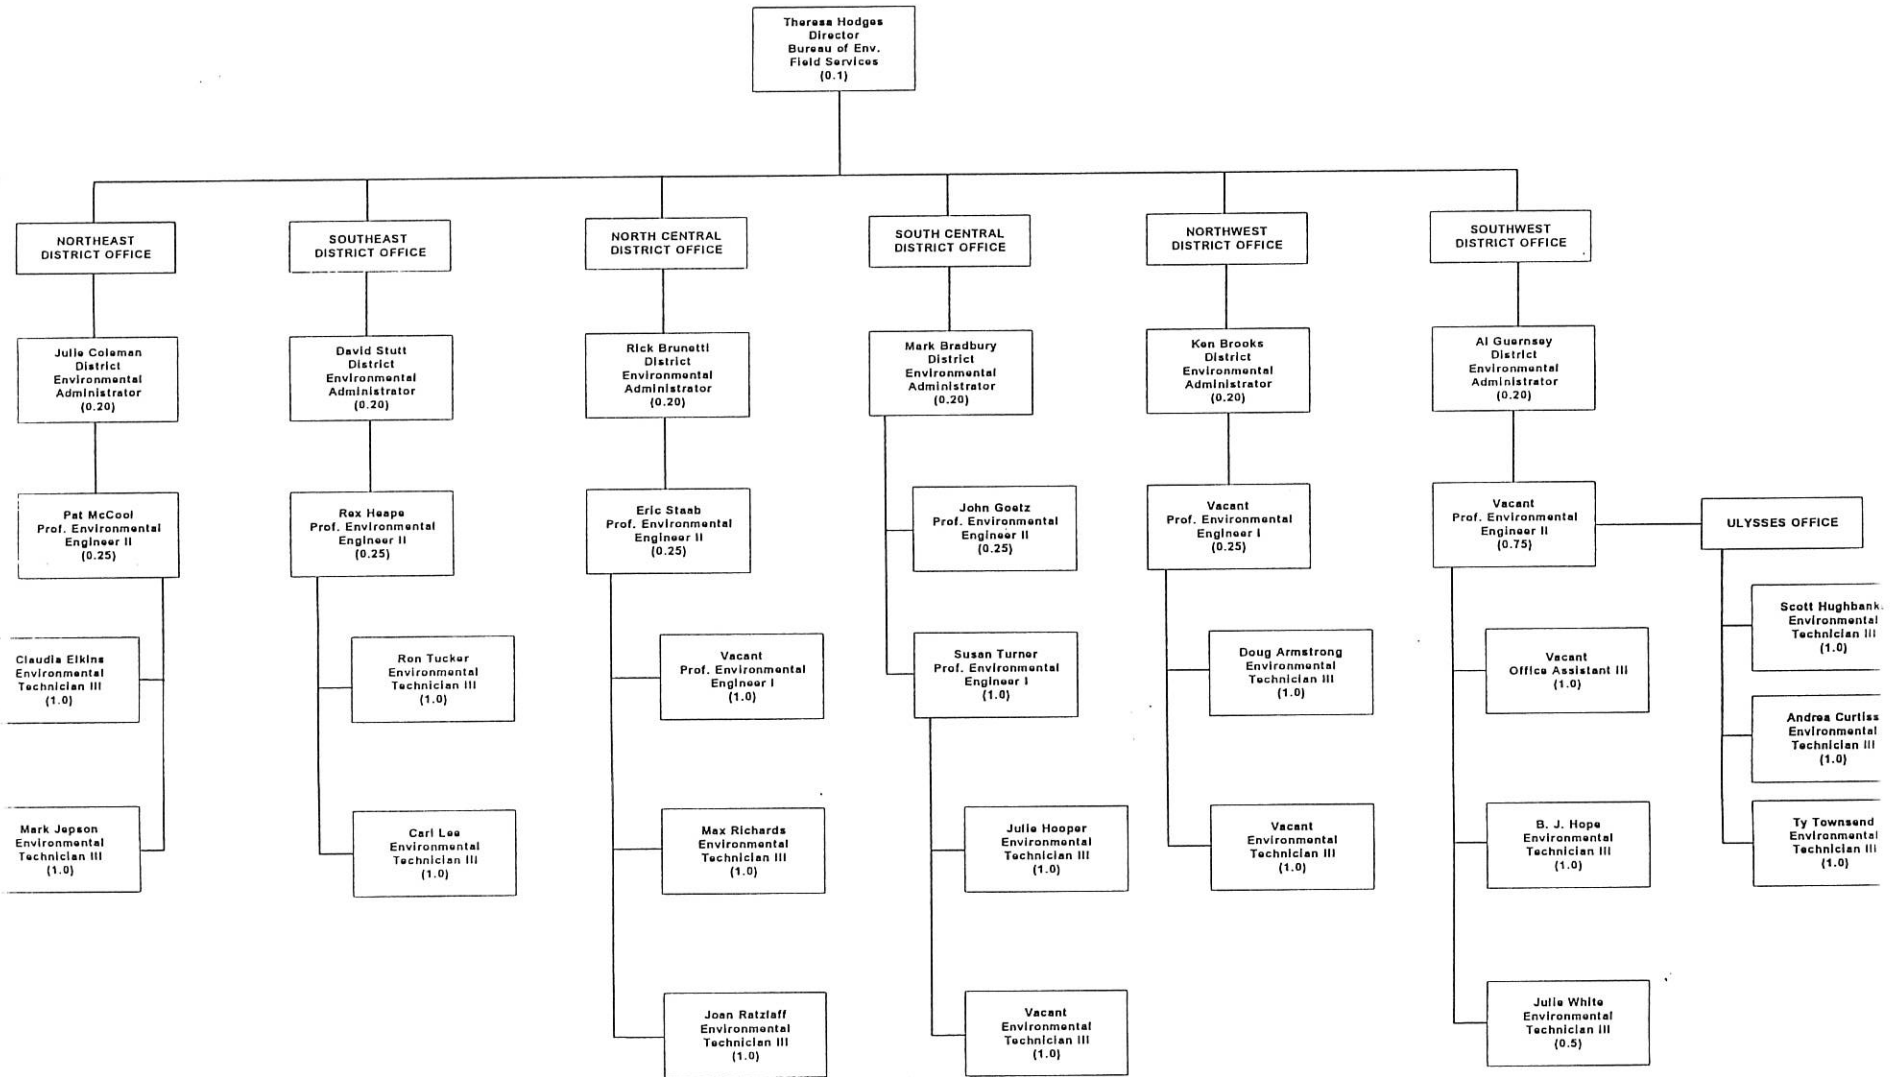 Theresa Hodges
Director
Bureau of Env.
Field Services
(0.1)
NORTHEAST
DISTRICT OFFICE
Julie Coleman
District
Environmental
Administrator
(0.20)
Pat McCool
Prof. Environmental
Engineer II
(0.25)
Claudia Elkins
Environmental
Technician III
(1.0)
Mark Jepson
Environmental
Technician III
(1.0)
SOUTHEAST
DISTRICT OFFICE
David Stutt
District
Environmental
Administrator
(0.20)
Rex Heape
Prof. Environmental
Engineer II
(0.25)
Ron Tucker
Environmental
Technician III
(1.0)
Carl Lee
Environmental
Technician III
(1.0)
NORTH CENTRAL
DISTRICT OFFICE
Rick Brunetti
District
Environmental
Administrator
(0.20)
Eric Staab
Prof. Environmental
Engineer II
(0.25)
Vacant
Prof. Environmental
Engineer I
(1.0)
Max Richards
Environmental
Technician III
(1.0)
Joan Ratzlaff
Environmental
Technician III
(1.0)
SOUTH CENTRAL
DISTRICT OFFICE
Mark Bradbury
District
Environmental
Administrator
(0.20)
John Goetz
Prof. Environmental
Engineer II
(0.25)
Susan Turner
Prof. Environmental
Engineer I
(1.0)
Julie Hooper
Environmental
Technician III
(1.0)
Vacant
Environmental
Technician III
(1.0)
NORTHWEST
DISTRICT OFFICE
Ken Brooks
District
Environmental
Administrator
(0.20)
Vacant
Prof. Environmental
Engineer I
(0.25)
Doug Armstrong
Environmental
Technician III
(1.0)
Vacant
Environmental
Technician III
(1.0)
SOUTHWEST
DISTRICT OFFICE
Al Guernsey
District
Environmental
Administrator
(0.20)
Vacant
Prof. Environmental
Engineer II
(0.75)
Vacant
Office Assistant III
(1.0)
B. J. Hope
Environmental
Technician III
(1.0)
Julie White
Environmental
Technician III
(0.5)
ULYSSES OFFICE
Scott Hughbank
Environmental
Technician III
(1.0)
Andrea Curtiss
Environmental
Technician III
(1.0)
Ty Townsend
Environmental
Technician III
(1.0)